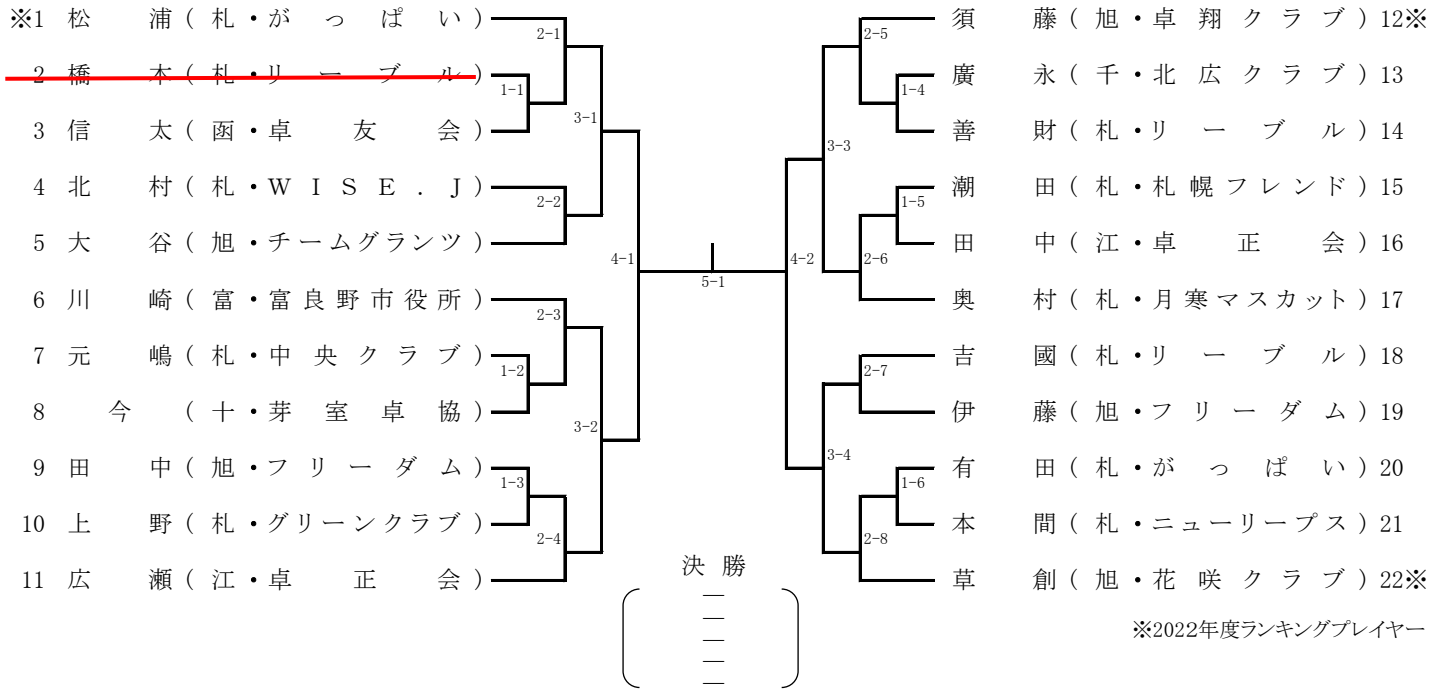 ※1 松浦(札・がっぱい)
2 橋本(札・リーブル)
3 信太(函・卓友会)
4 北村(札・WISE.J)
5 大谷(旭・チームグランツ)
6 川崎(富・富良野市役所)
7 元嶋(札・中央クラブ)
8 今(十・芽室卓協)
9 田中(旭・フリーダム)
10 上野(札・グリーンクラブ)
11 広瀬(江・卓正会)
2-1
1-1
3-1
2-2
4-1
2-3
1-2
3-2
1-3
2-4
5-1
須藤(旭・卓翔クラブ)12※
廣永(千・北広クラブ)13
善財(札・リーブル)14
潮田(札・札幌フレンド)15
田中(江・卓正会)16
奥村(札・月寒マスカット)17
吉國(札・リーブル)18
伊藤(旭・フリーダム)19
有田(札・がっぱい)20
本間(札・ニューリープス)21
草創(旭・花咲クラブ)22※
2-5
1-4
3-3
1-5
4-2
2-6
2-7
3-4
1-6
2-8
決勝
―
―
―
―
―
※2022年度ランキングプレイヤー